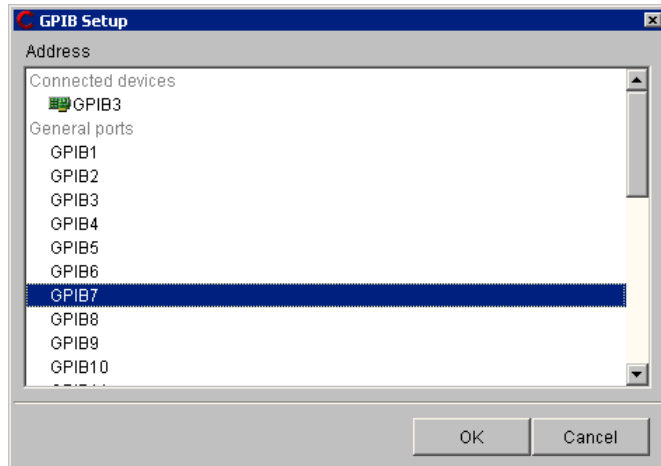 GPIB Setup
Address
Connected devices
GPIB3
General ports
GPIB1
GPIB2
GPIB3
GPIB4
GPIB5
GPIB6
GPIB7
GPIB8
GPIB9
GPIB10
OK Cancel